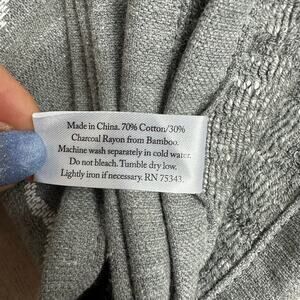 Made in China. 70% Cotton/30%
Charcoal Rayon from Bamboo.
Machine wash separately in cold water.
Do not bleach. Tumble dry low.
Lightly iron if necessary. RN 75343.